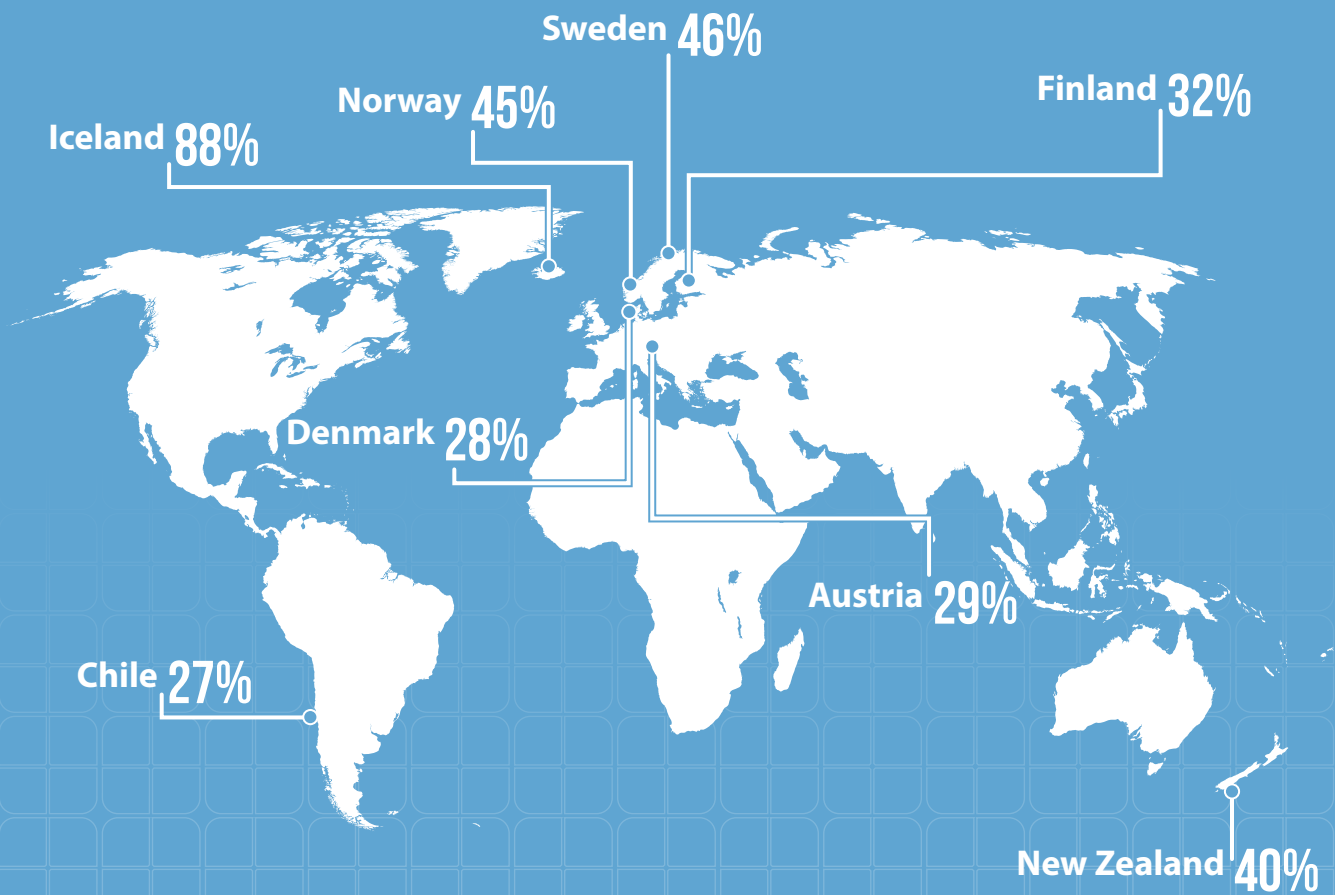 Sweden 46%
Norway 45%
Finland 32%
Iceland 88%
Denmark 28%
Austria 29%
Chile 27%
New Zealand 40%